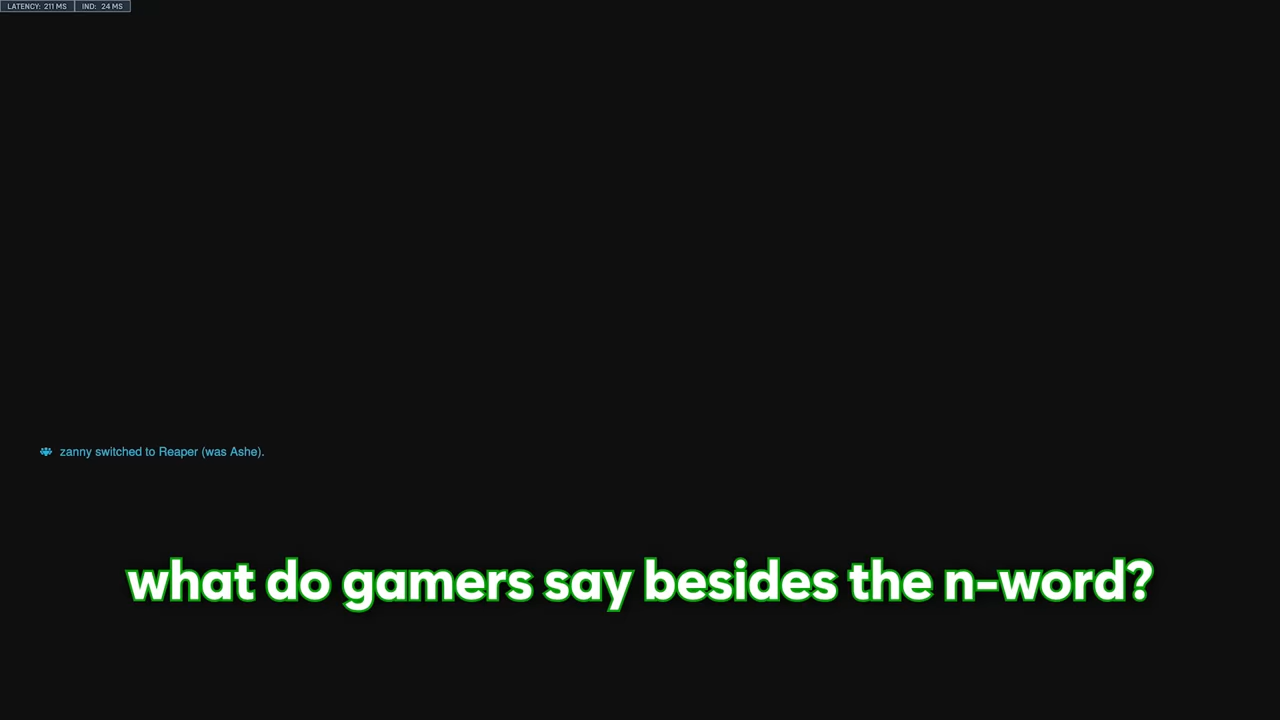 LATENCY: 211 MS IND: 24 MS
zanny switched to Reaper (was Ashe).
what do gamers say besides the n-word?